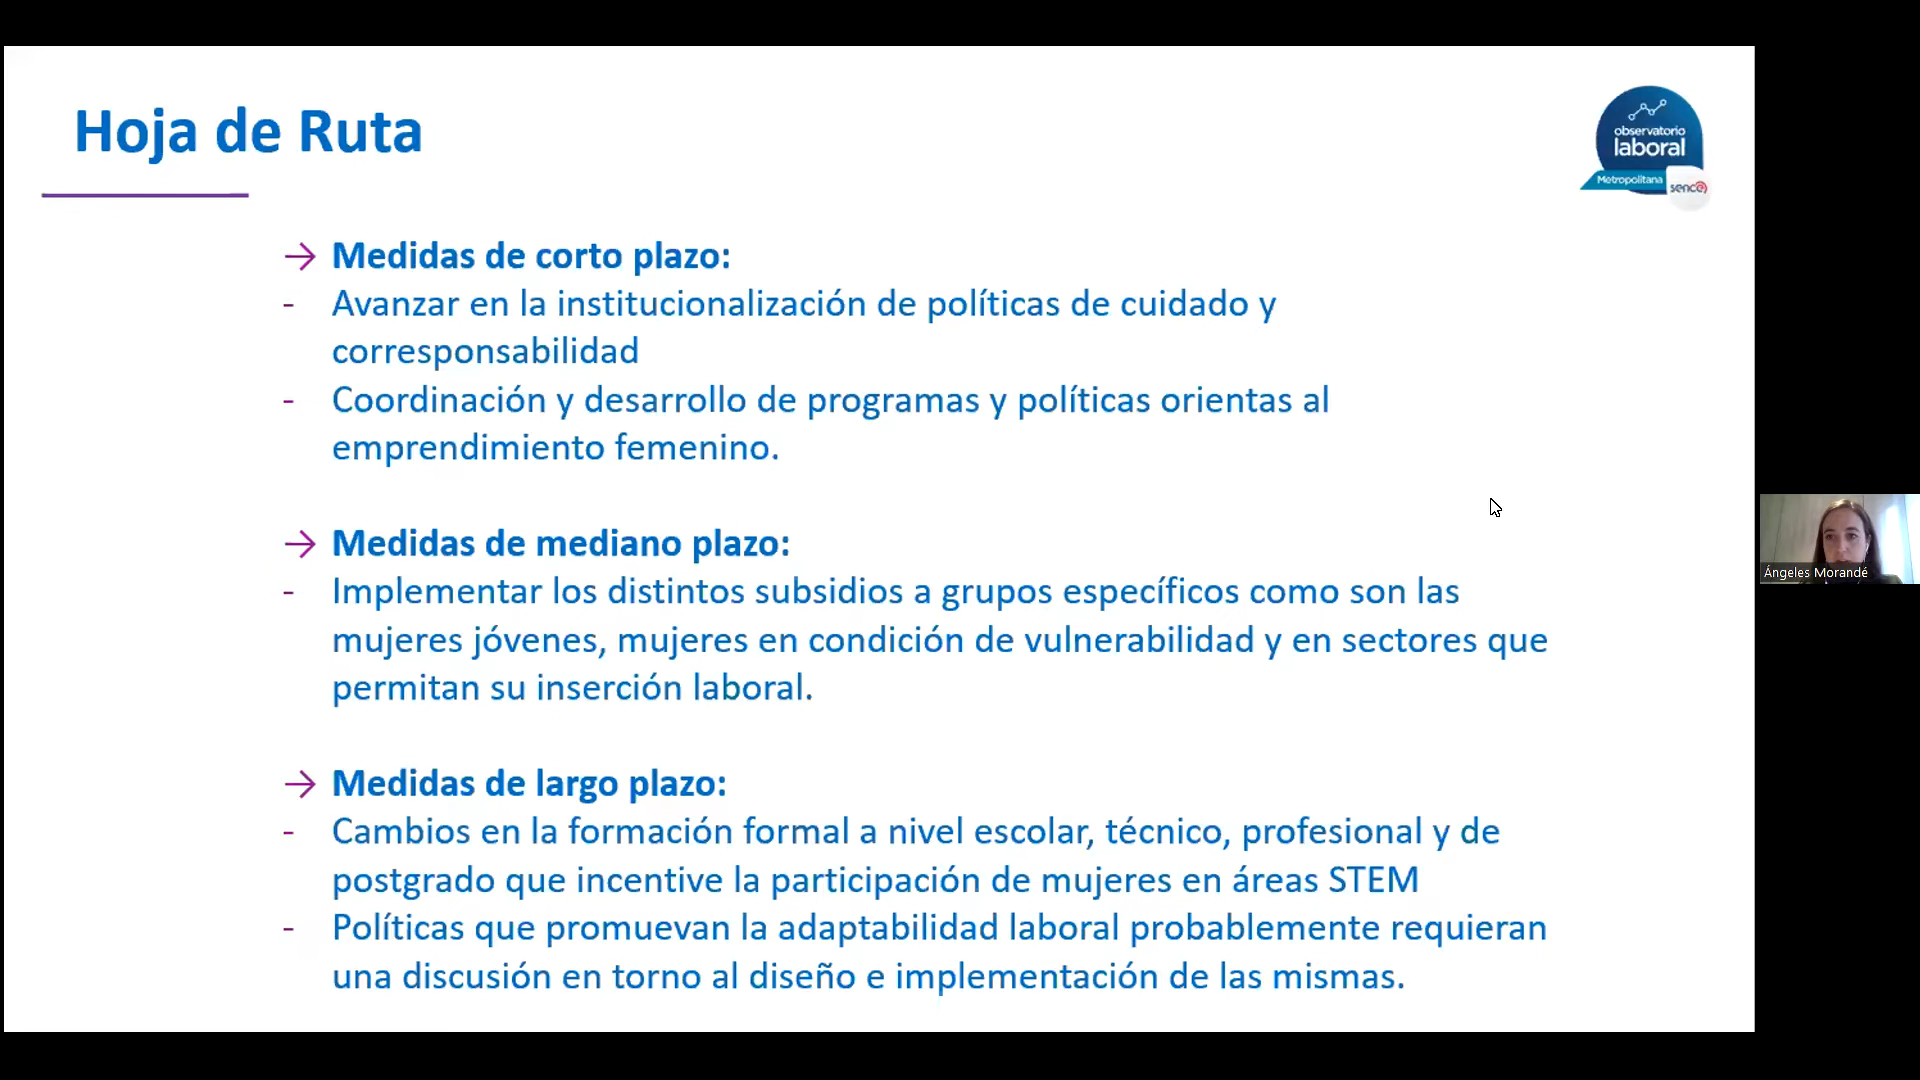 Hoja de Ruta
observatorio
laboral
Metropolitana
sence
→ Medidas de corto plazo:
- Avanzar en la institucionalización de políticas de cuidado y
corresponsabilidad
- Coordinación y desarrollo de programas y políticas orientas al
emprendimiento femenino.
→ Medidas de mediano plazo:
- Implementar los distintos subsidios a grupos específicos como son las
mujeres jóvenes, mujeres en condición de vulnerabilidad y en sectores que
permitan su inserción laboral.
→ Medidas de largo plazo:
- Cambios en la formación formal a nivel escolar, técnico, profesional y de
postgrado que incentive la participación de mujeres en áreas STEM
- Políticas que promuevan la adaptabilidad laboral probablemente requieran
una discusión en torno al diseño e implementación de las mismas.
Ángeles Morandé